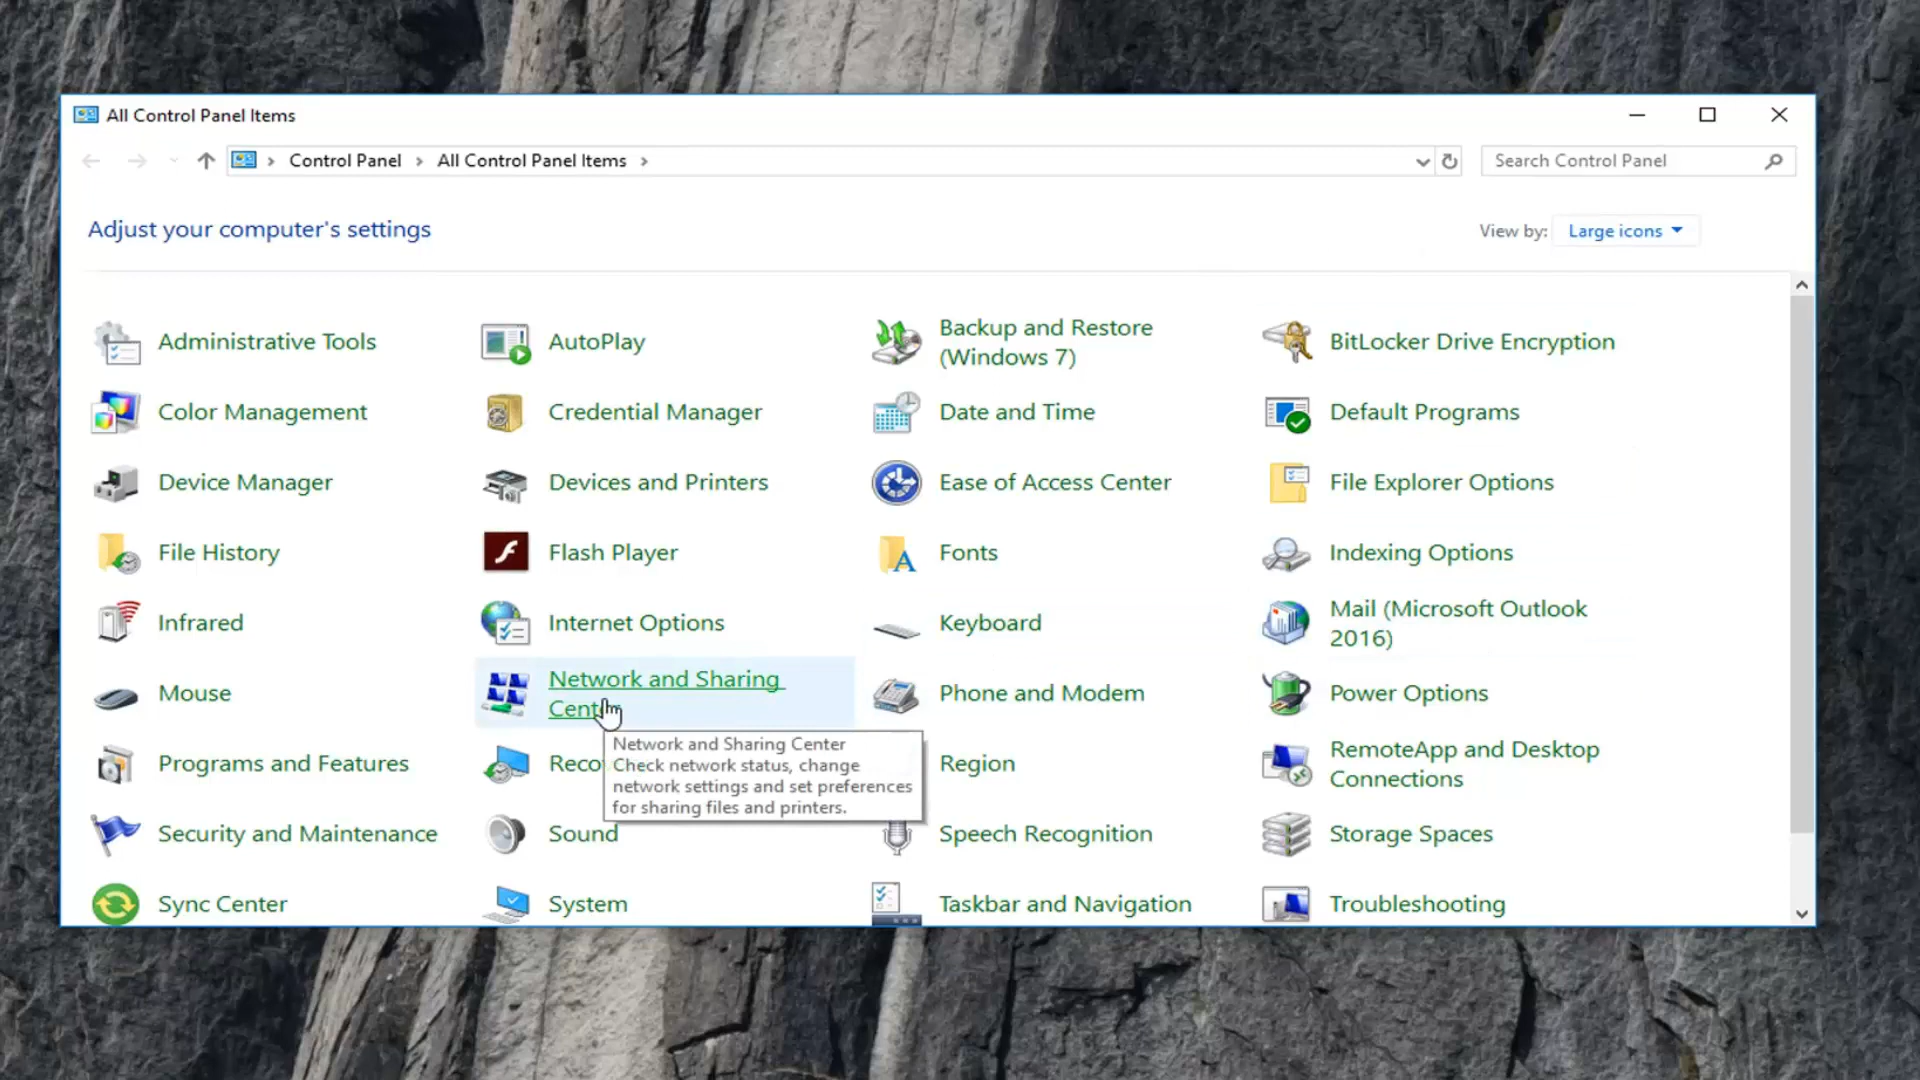 All Control Panel Items
Control Panel All Control Panel Items
Search Control Panel
Adjust your computer's settings
View by: Large icons
Administrative Tools
AutoPlay
Backup and Restore
(Windows 7)
BitLocker Drive Encryption
Color Management
Credential Manager
Date and Time
Default Programs
Device Manager
Devices and Printers
Ease of Access Center
File Explorer Options
File History
Flash Player
Fonts
Indexing Options
Infrared
Internet Options
Keyboard
Mail (Microsoft Outlook
2016)
Mouse
Network and Sharing
Phone and Modem
Power Options
Network and Sharing Center
Check network status, change
network settings and set preferences
for sharing files and printers.
Programs and Features
Region
RemoteApp and Desktop
Connections
Security and Maintenance
Sound
Speech Recognition
Storage Spaces
Sync Center
System
Taskbar and Navigation
Troubleshooting